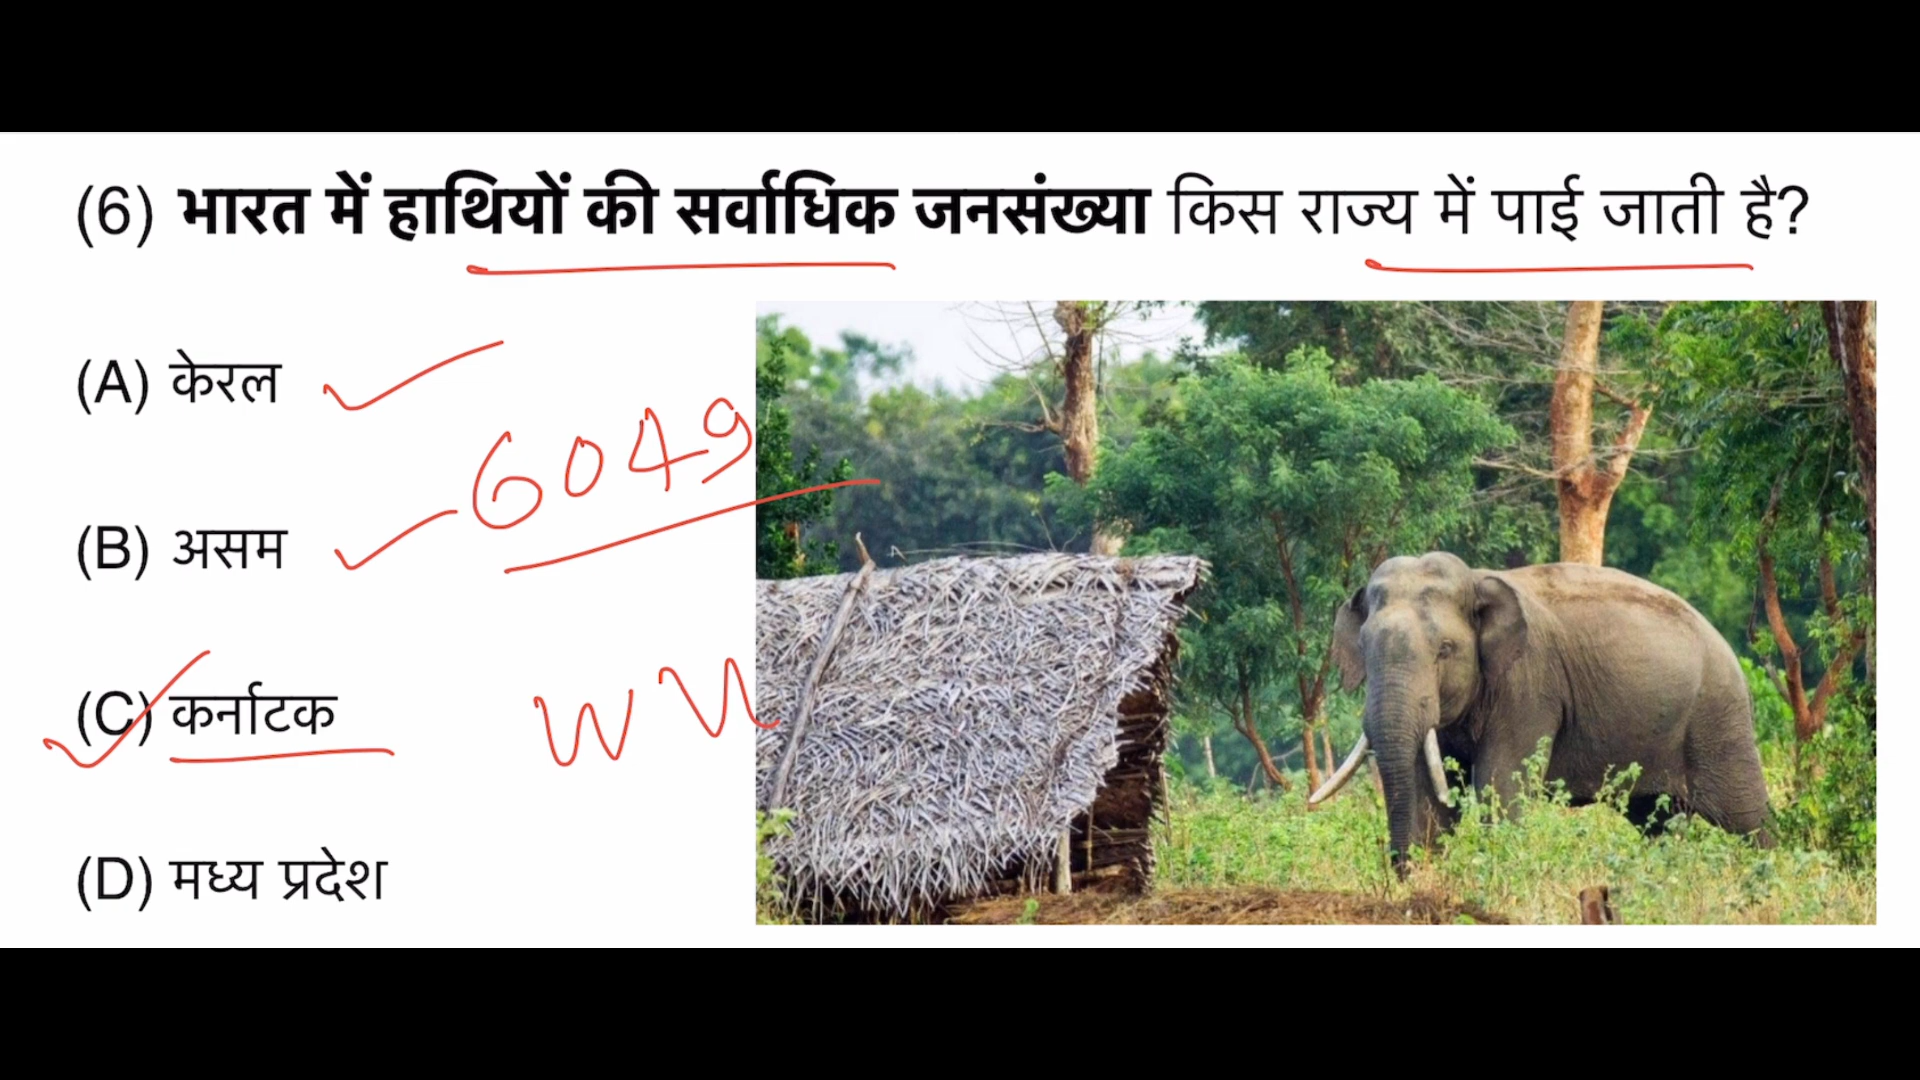 (6) भारत में हाथियों की सर्वाधिक जनसंख्या किस राज्य में पाई जाती है?
(A) केरल
6049
(B) असम
(C) कर्नाटक
(D) मध्य प्रदेश